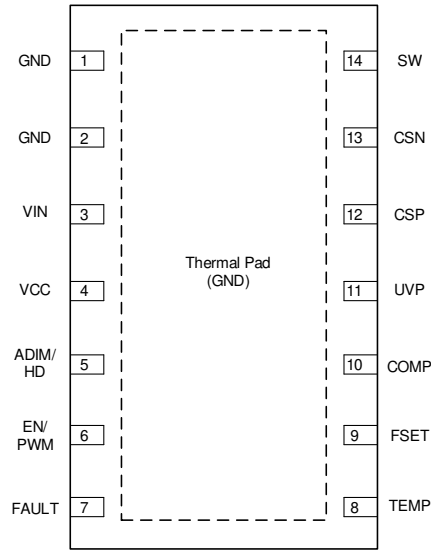 GND 1
GND 2
VIN 3
VCC 4
ADIM/
HD 5
EN/
PWM 6
FAULT 7
Thermal Pad
(GND)
14 SW
13 CSN
12 CSP
11 UVP
10 COMP
9 FSET
8 TEMP